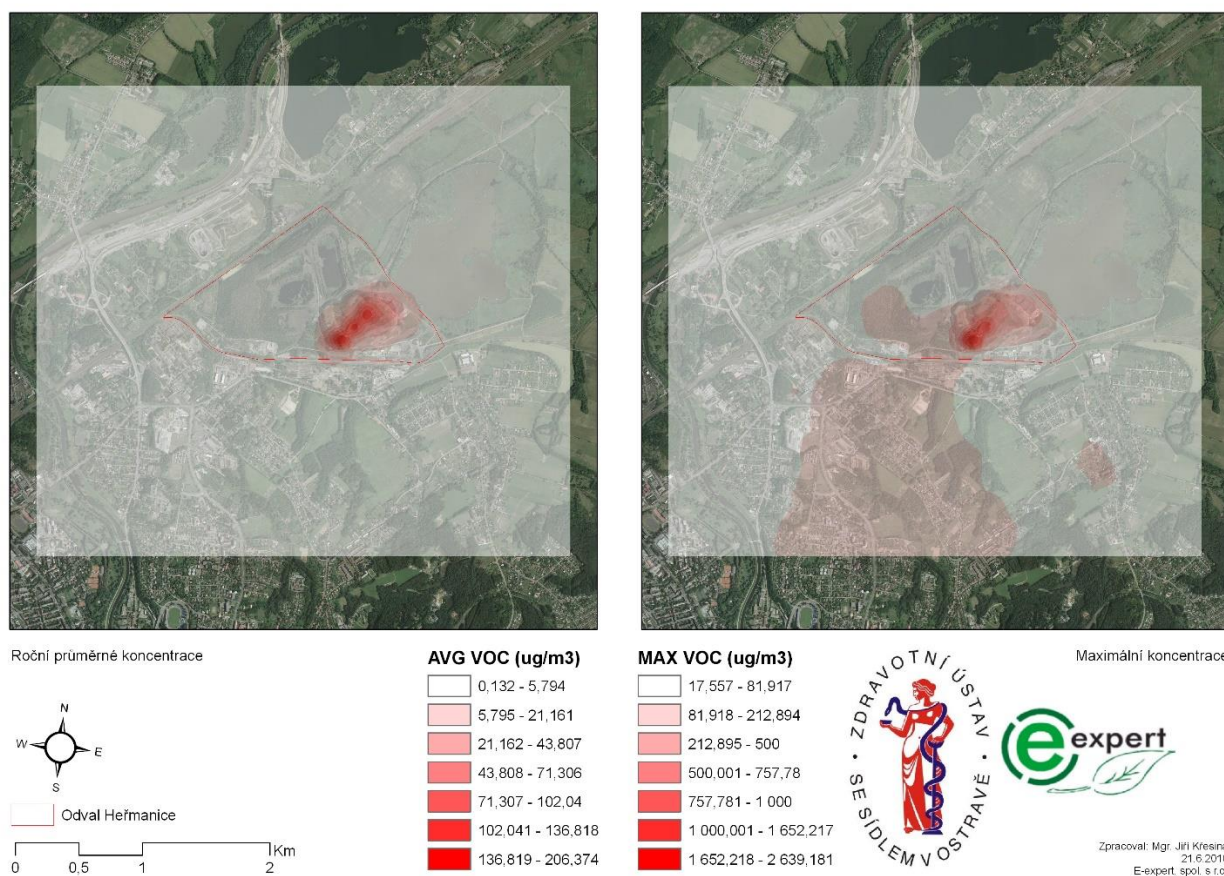 Roční průměrné koncentrace
N
W
E
S
Odval Heřmanice
0
0,5
1
2
Km
AVG VOC (ug/m3)
0,132 - 5,794
5,795 - 21,161
21,162 - 43,807
43,808 - 71,306
71,307 - 102,04
102,041 - 136,818
136,819 - 206,374
MAX VOC (ug/m3)
17,557 - 81,917
81,918 - 212,894
212,895 - 500
500,001 - 757,78
757,781 - 1 000
1 000,001 - 1 652,217
1 652,218 - 2 639,181
ZDRAVOTNÍ ÚSTAV
• SE SÍDLEM V OSTRAVĚ •
Maximální koncentrace
e expert
Zpracoval: Mgr. Jiří Křesina
E-expert, spol. s r.o